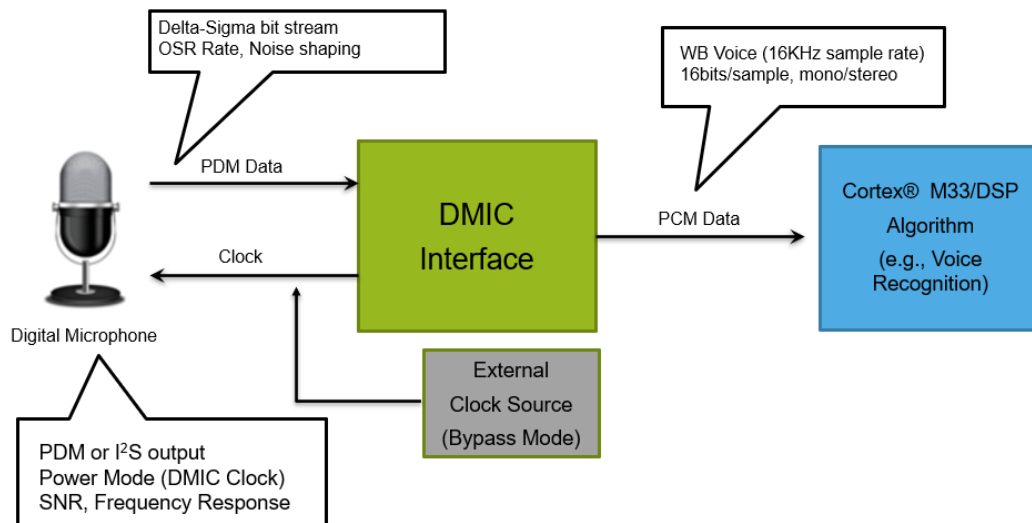 Delta-Sigma bit stream
OSR Rate, Noise shaping
WB Voice (16KHz sample rate)
16bits/sample, mono/stereo
PDM Data
DMIC
Interface
Clock
PCM Data
Cortex® M33/DSP
Algorithm
(e.g., Voice
Recognition)
Digital Microphone
External
Clock Source
(Bypass Mode)
PDM or I²S output
Power Mode (DMIC Clock)
SNR, Frequency Response